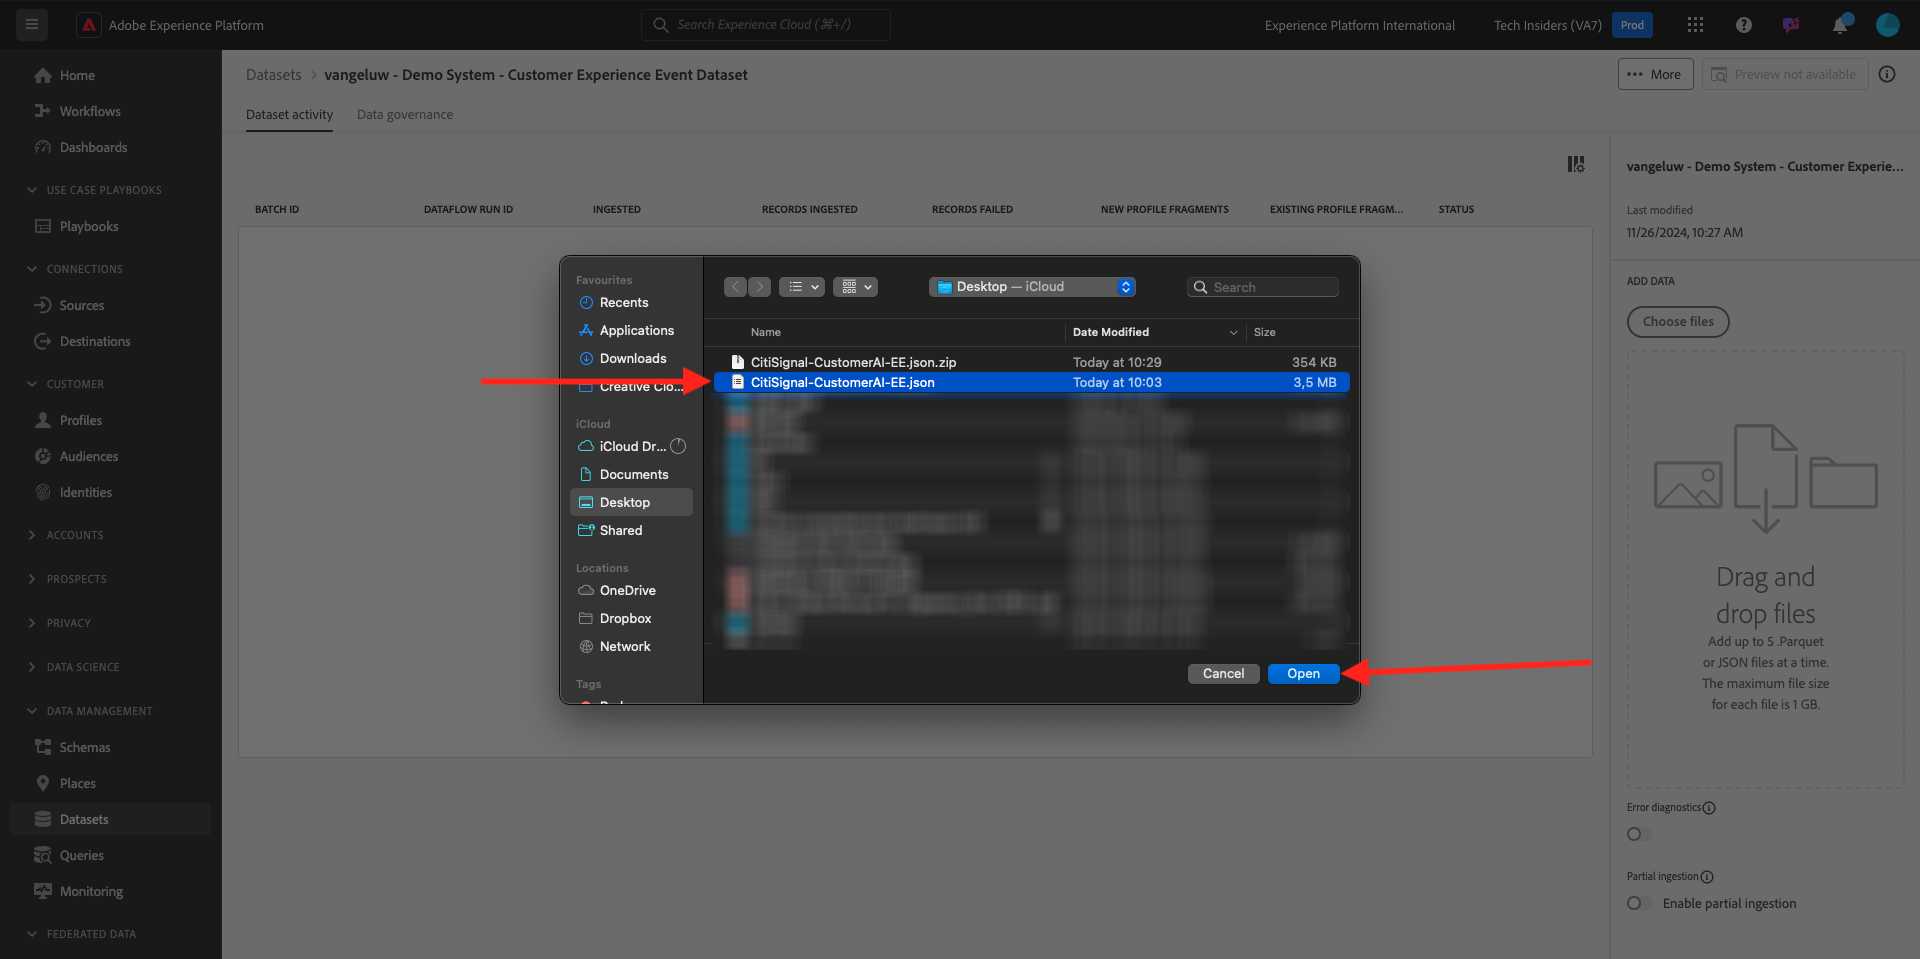 Adobe Experience Platform
Search Experience Cloud (⌘+/)
Experience Platform International
Tech Insiders (VA7)
Prod
Home
Workflows
Dashboards
USE CASE PLAYBOOKS
Playbooks
CONNECTIONS
Sources
Destinations
CUSTOMER
Profiles
Audiences
Identities
ACCOUNTS
PROSPECTS
PRIVACY
DATA SCIENCE
DATA MANAGEMENT
Schemas
Places
Datasets
Queries
Monitoring
FEDERATED DATA
Datasets > vangeluw - Demo System - Customer Experience Event Dataset
More
Preview not available
Dataset activity
Data governance
BATCH ID
DATAFLOW RUN ID
INGESTED
RECORDS INGESTED
RECORDS FAILED
NEW PROFILE FRAGMENTS
EXISTING PROFILE FRAGM...
STATUS
Favourites
Recents
Applications
Downloads
Creative Clo...
iCloud
iCloud Dr...
Documents
Desktop
Shared
Locations
OneDrive
Dropbox
Network
Tags
Desktop — iCloud
Search
Name
Date Modified
Size
CitiSignal-CustomerAI-EE.json.zip Today at 10:29 354 KB
CitiSignal-CustomerAI-EE.json Today at 10:03 3,5 MB
Cancel
Open
vangeluw - Demo System - Customer Experie...
Last modified
11/26/2024, 10:27 AM
ADD DATA
Choose files
Drag and
drop files
Add up to 5 .Parquet
or JSON files at a time.
The maximum file size
for each file is 1 GB.
Error diagnostics
Partial ingestion
Enable partial ingestion